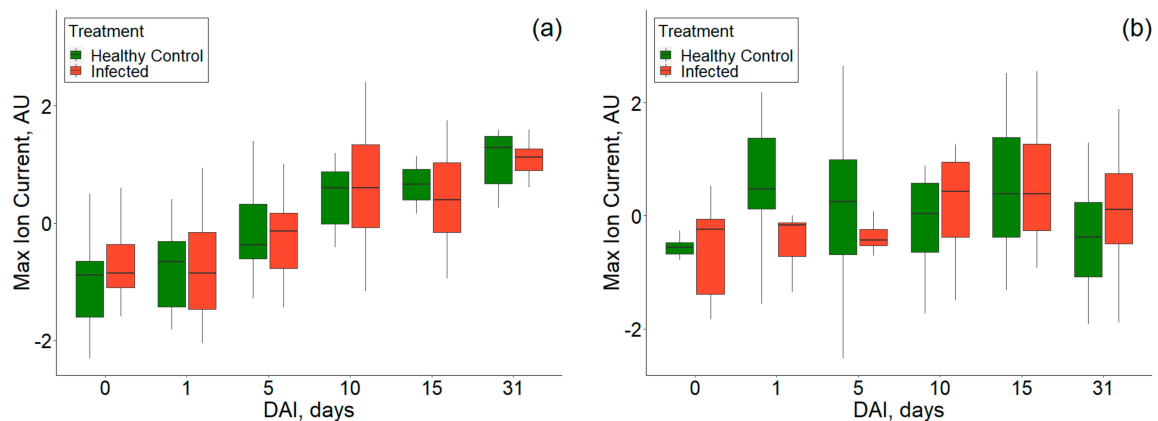 (a)
Treatment
Healthy Control
Infected
Max Ion Current, AU
2
0
-2
0 1 5 10 15 31
DAI, days
(b)
Treatment
Healthy Control
Infected
Max Ion Current, AU
2
0
-2
0 1 5 10 15 31
DAI, days